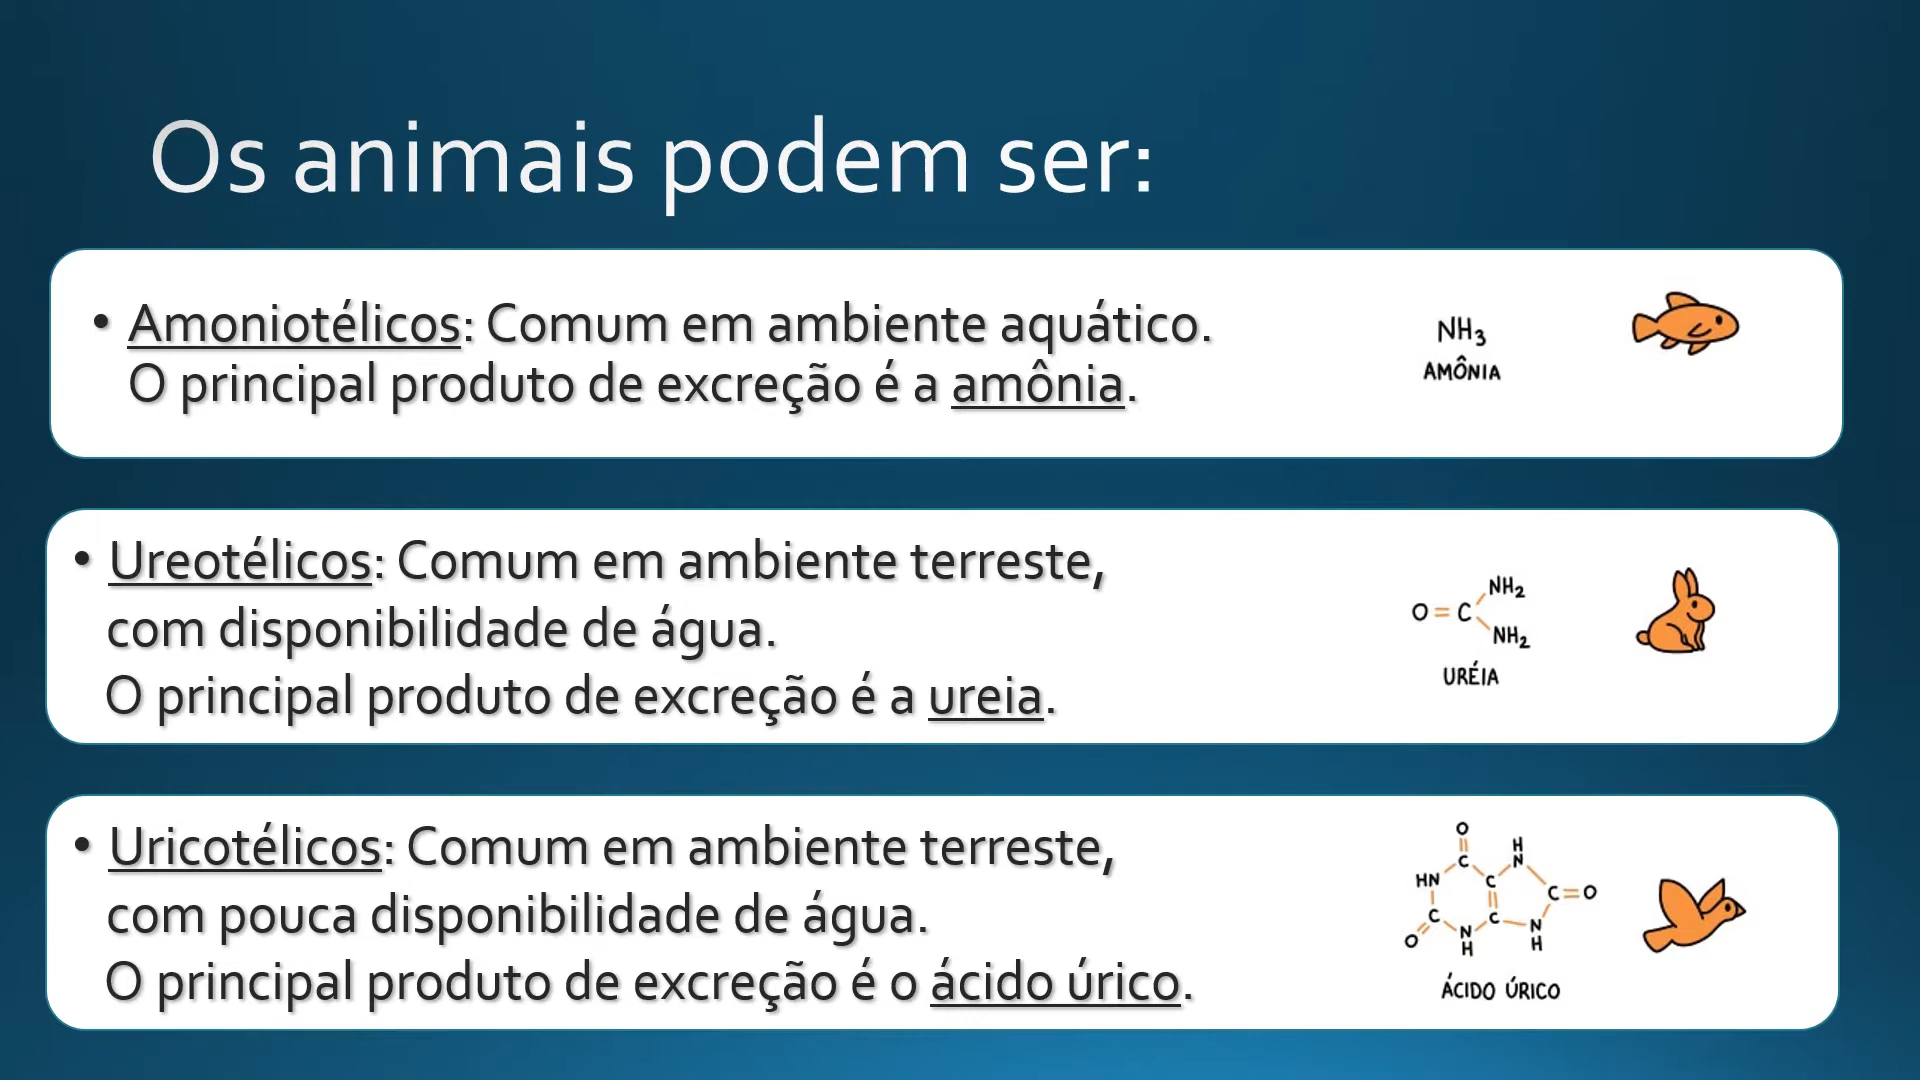 Os animais podem ser:
• Amoniotélicos: Comum em ambiente aquático.
O principal produto de excreção é a amônia.
NH3
AMÔNIA
• Ureotélicos: Comum em ambiente terreste,
com disponibilidade de água.
O principal produto de excreção é a ureia.
NH2
O = C
NH2
URÉIA
• Uricotélicos: Comum em ambiente terreste,
com pouca disponibilidade de água.
O principal produto de excreção é o ácido úrico.
O
H
C N
HN C
C = O
C C
O N N
H H
ÁCIDO ÚRICO